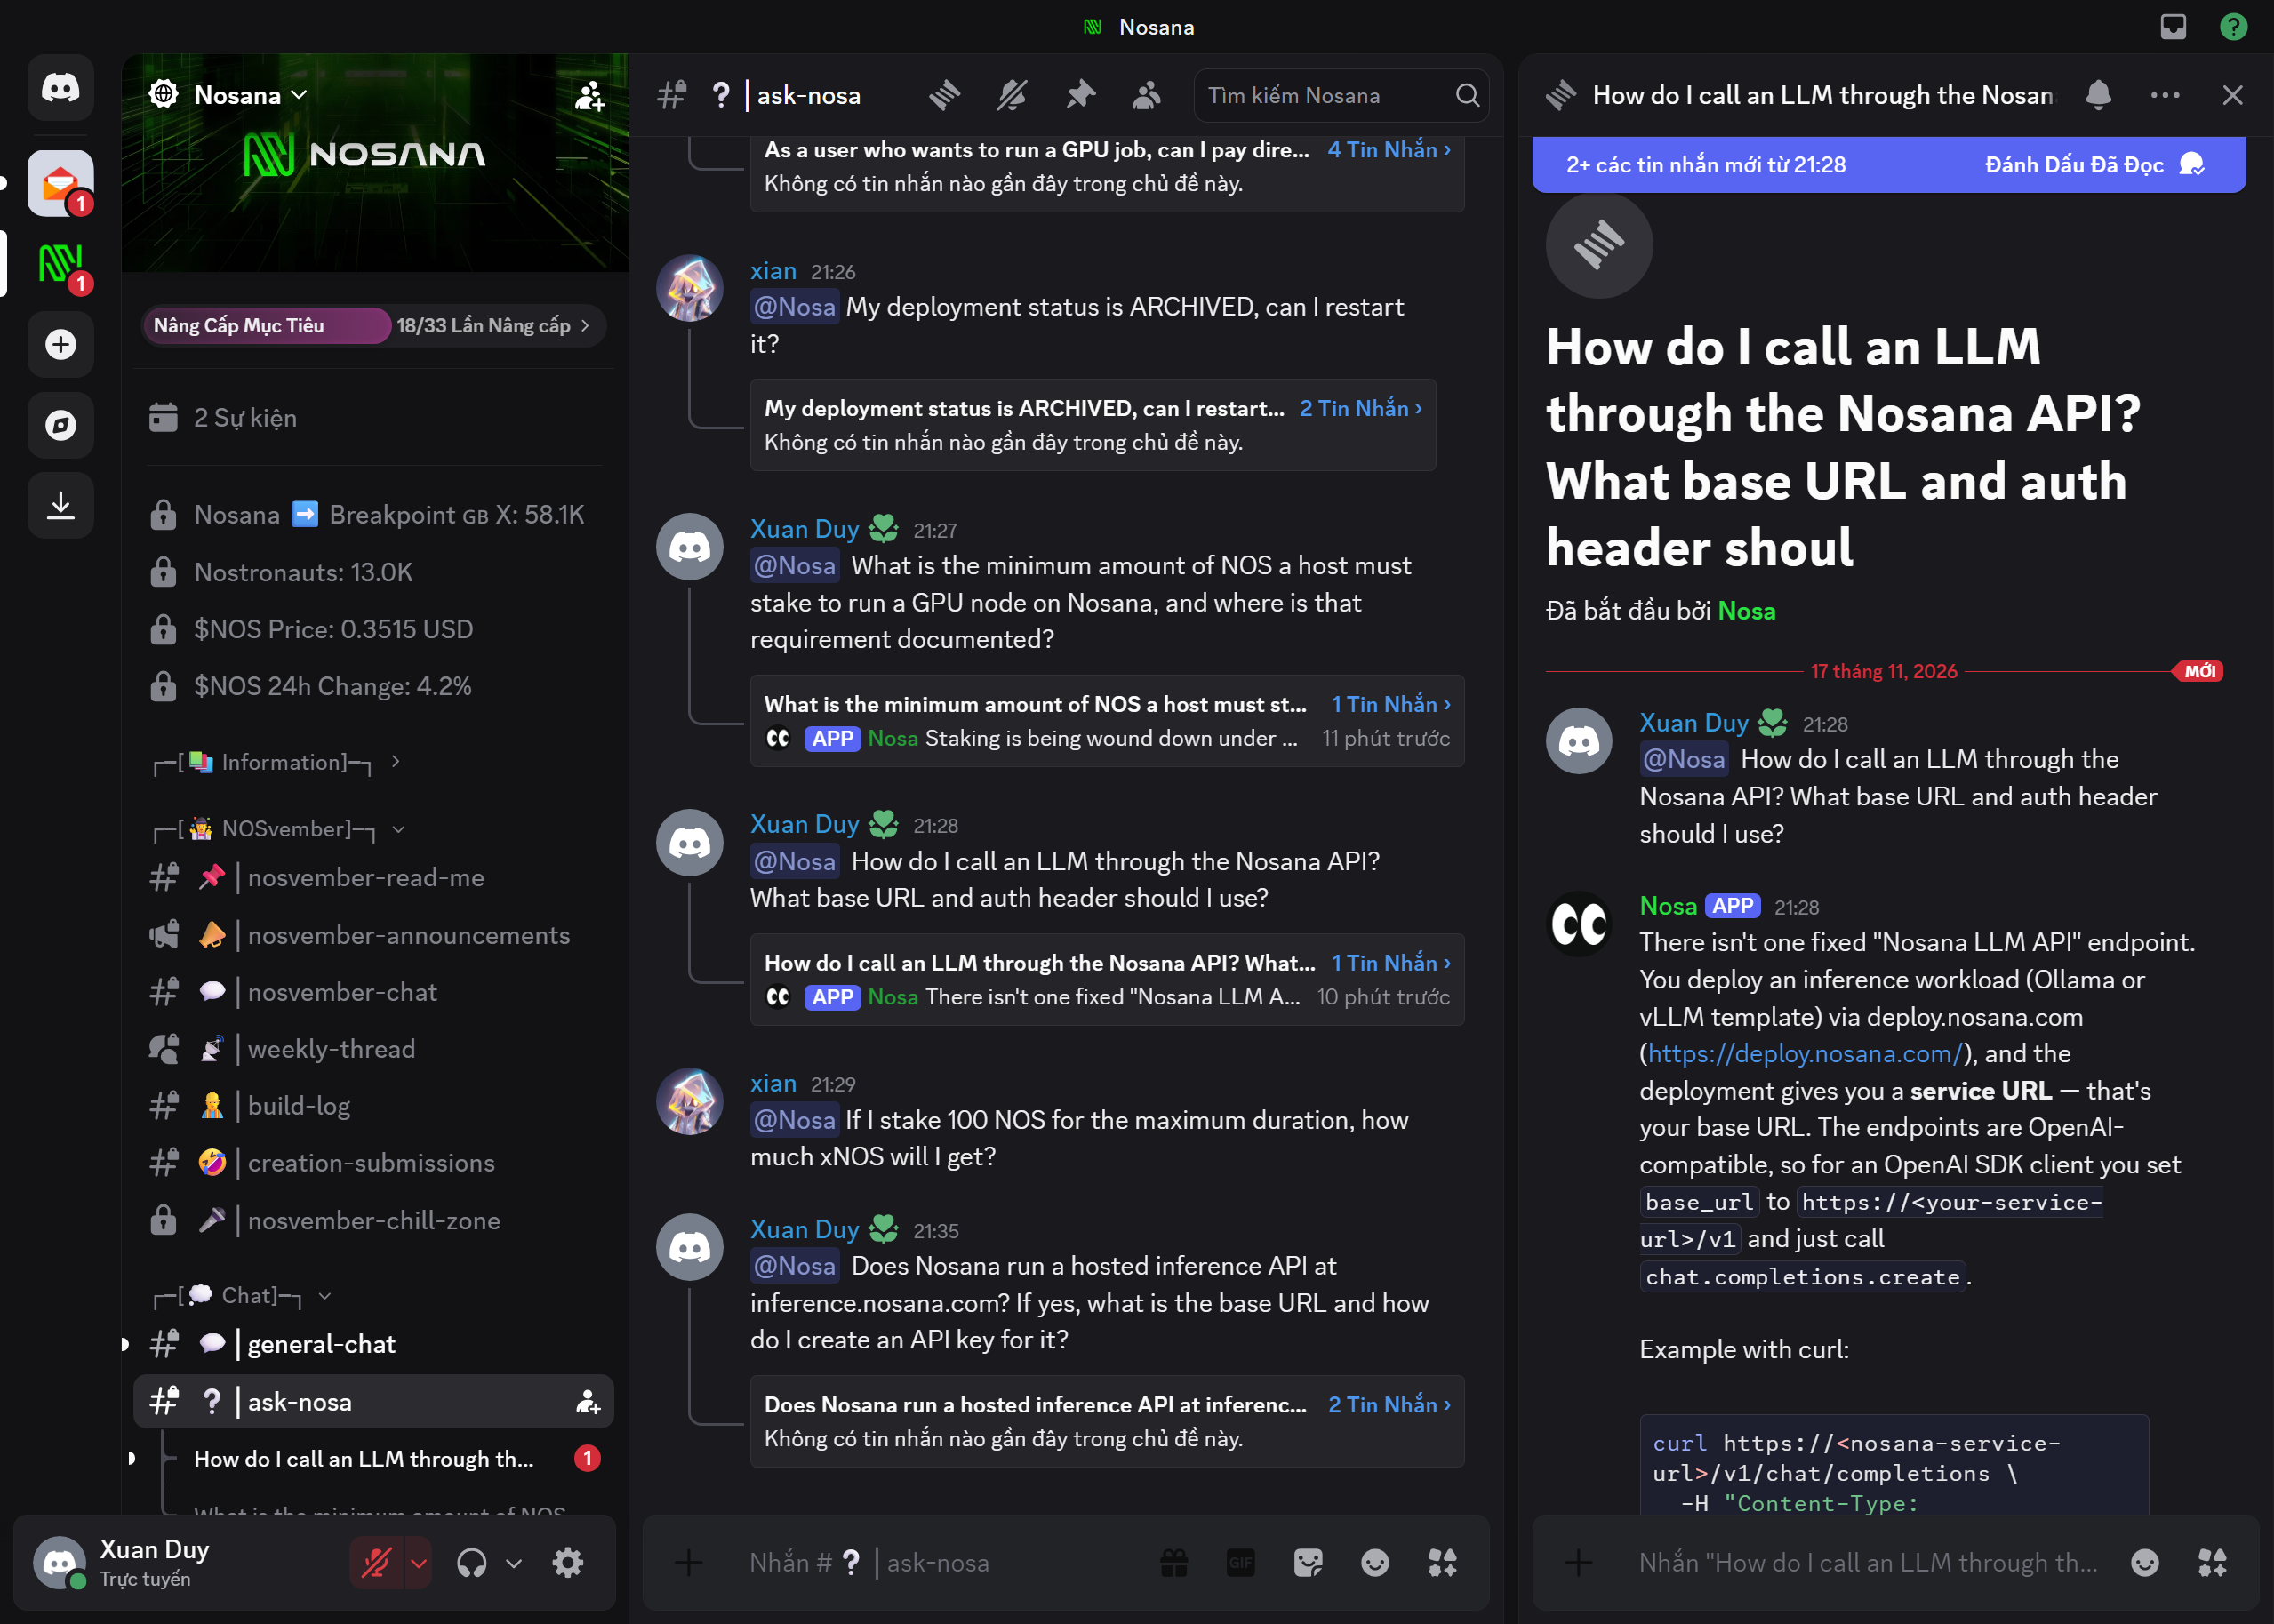 Nosana
Nosana
NOSANA
Nâng Cấp Mục Tiêu
18/33 Lần Nâng cấp
2 Sự kiện
Nosana ➡️ Breakpoint GB X: 58.1K
Nostronauts: 13.0K
$NOS Price: 0.3515 USD
$NOS 24h Change: 4.2%
┌─[📗 Information]─┐
┌─[🤹 NOSvember]─┐
📌 | nosvember-read-me
📣 | nosvember-announcements
💬 | nosvember-chat
📡 | weekly-thread
👷 | build-log
🤣 | creation-submissions
🎤 | nosvember-chill-zone
┌─[💭 Chat]─┐
💬 | general-chat
❔ | ask-nosa
How do I call an LLM through th...
1
What is the minimum amount of NOS
Xuan Duy
Trực tuyến
1
1
❔ | ask-nosa
Tìm kiếm Nosana
As a user who wants to run a GPU job, can I pay dire... 4 Tin Nhắn ›
Không có tin nhắn nào gần đây trong chủ đề này.
xian 21:26
@Nosa My deployment status is ARCHIVED, can I restart
it?
My deployment status is ARCHIVED, can I restart... 2 Tin Nhắn ›
Không có tin nhắn nào gần đây trong chủ đề này.
Xuan Duy 21:27
@Nosa What is the minimum amount of NOS a host must
stake to run a GPU node on Nosana, and where is that
requirement documented?
What is the minimum amount of NOS a host must st... 1 Tin Nhắn ›
APP Nosa Staking is being wound down under ... 11 phút trước
Xuan Duy 21:28
@Nosa How do I call an LLM through the Nosana API?
What base URL and auth header should I use?
How do I call an LLM through the Nosana API? What... 1 Tin Nhắn ›
APP Nosa There isn't one fixed "Nosana LLM A... 10 phút trước
xian 21:29
@Nosa If I stake 100 NOS for the maximum duration, how
much xNOS will I get?
Xuan Duy 21:35
@Nosa Does Nosana run a hosted inference API at
inference.nosana.com? If yes, what is the base URL and how
do I create an API key for it?
Does Nosana run a hosted inference API at inferenc... 2 Tin Nhắn ›
Không có tin nhắn nào gần đây trong chủ đề này.
Nhắn #❔ | ask-nosa
GIF
How do I call an LLM through the Nosan
2+ các tin nhắn mới từ 21:28
Đánh Dấu Đã Đọc
How do I call an LLM
through the Nosana API?
What base URL and auth
header shoul
Đã bắt đầu bởi Nosa
17 tháng 11, 2026
MỚI
Xuan Duy 21:28
@Nosa How do I call an LLM through the
Nosana API? What base URL and auth header
should I use?
Nosa APP 21:28
There isn't one fixed "Nosana LLM API" endpoint.
You deploy an inference workload (Ollama or
vLLM template) via deploy.nosana.com
(https://deploy.nosana.com/), and the
deployment gives you a service URL — that's
your base URL. The endpoints are OpenAI-
compatible, so for an OpenAI SDK client you set
base_url to https://<your-service-
url>/v1 and just call
chat.completions.create.
Example with curl:
curl https://<nosana-service-
url>/v1/chat/completions \
-H "Content-Type:
Nhắn "How do I call an LLM through th...